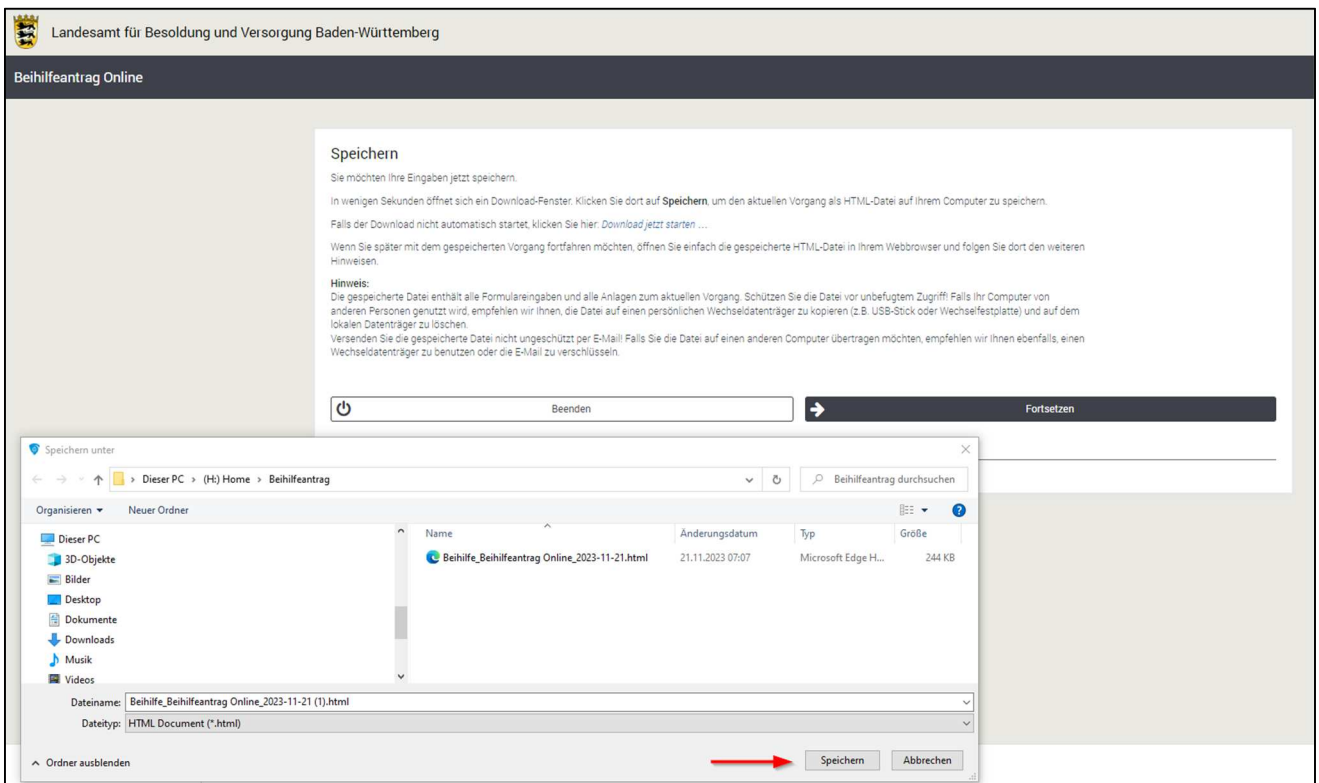 Landesamt für Besoldung und Versorgung Baden-Württemberg
Beihilfeantrag Online
Speichern
Sie möchten Ihre Eingaben jetzt speichern.
In wenigen Sekunden öffnet sich ein Download-Fenster. Klicken Sie dort auf Speichern, um den aktuellen Vorgang als HTML-Datei auf Ihrem Computer zu speichern.
Falls der Download nicht automatisch startet, klicken Sie hier: Download jetzt starten ...
Wenn Sie später mit dem gespeicherten Vorgang fortfahren möchten, öffnen Sie einfach die gespeicherte HTML-Datei in Ihrem Webbrowser und folgen Sie dort den weiteren
Hinweisen.
Hinweis:
Die gespeicherte Datei enthält alle Formulareingaben und alle Anlagen zum aktuellen Vorgang. Schützen Sie die Datei vor unbefugtem Zugriff! Falls Ihr Computer von
anderen Personen genutzt wird, empfehlen wir Ihnen, die Datei auf einen persönlichen Wechseldatenträger zu kopieren (z.B. USB-Stick oder Wechselfestplatte) und auf dem
lokalen Datenträger zu löschen.
Versenden Sie die gespeicherte Datei nicht ungeschützt per E-Mail! Falls Sie die Datei auf einen anderen Computer übertragen möchten, empfehlen wir Ihnen ebenfalls, einen
Wechseldatenträger zu benutzen oder die E-Mail zu verschlüsseln.
Beenden
Fortsetzen
Speichern unter
Dieser PC > (H:) Home > Beihilfeantrag
Beihilfeantrag durchsuchen
Organisieren
Neuer Ordner
Dieser PC
3D-Objekte
Bilder
Desktop
Dokumente
Downloads
Musik
Videos
Name Änderungsdatum Typ Größe
Beihilfe_Beihilfeantrag Online_2023-11-21.html 21.11.2023 07:07 Microsoft Edge H... 244 KB
Dateiname: Beihilfe_Beihilfeantrag Online_2023-11-21 (1).html
Dateityp: HTML Document (*.html)
Ordner ausblenden
Speichern
Abbrechen